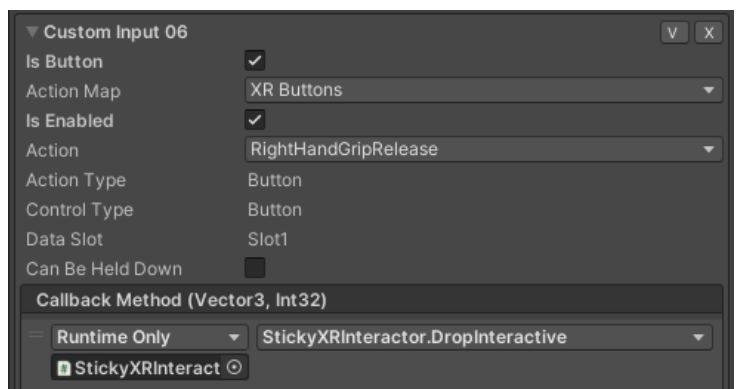 Custom Input 06 V X
Is Button
Action Map XR Buttons
Is Enabled
Action RightHandGripRelease
Action Type Button
Control Type Button
Data Slot Slot1
Can Be Held Down
Callback Method (Vector3, Int32)
Runtime Only StickyXRInteractor.DropInteractive
StickyXRInteract